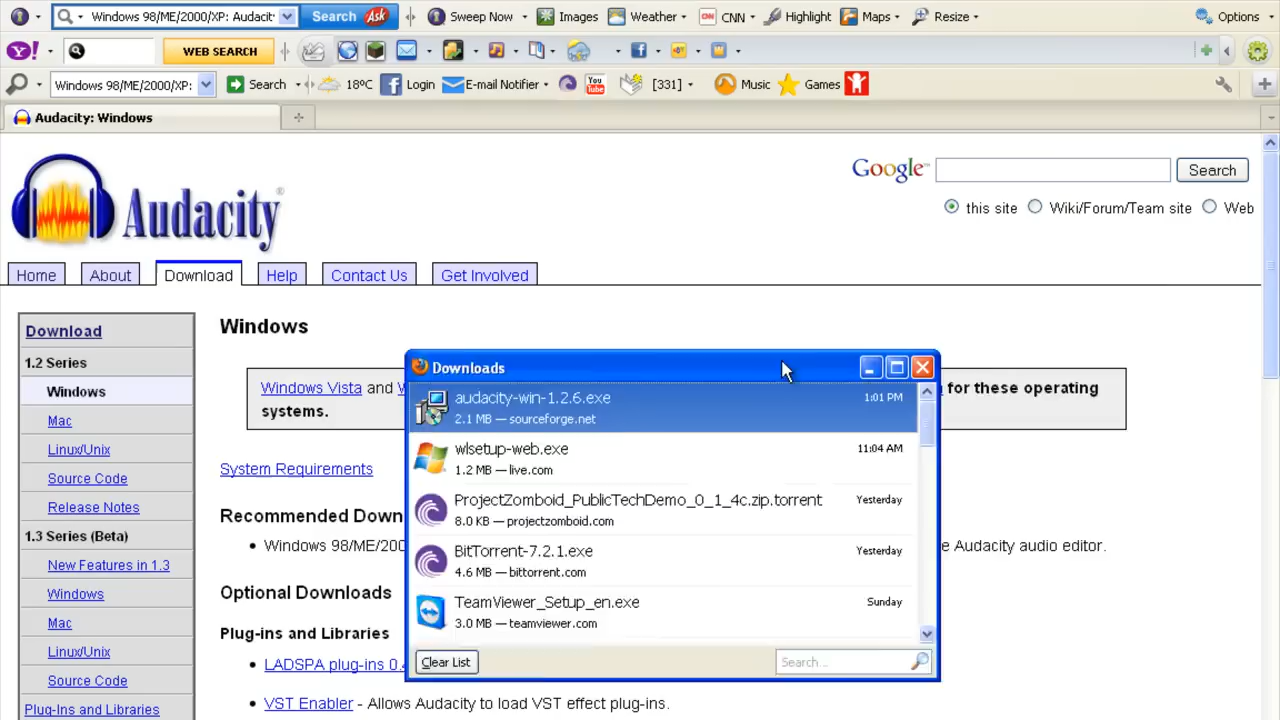 Windows 98/ME/2000/XP: Audacity Search Ask Sweep Now Images Weather CNN CNN Highlight Maps Resize Options
Y! WEB SEARCH
Windows 98/ME/2000/XP: Search 18°C Login E-mail Notifier You Tube [331] Music Games
Audacity: Windows
Audacity®
Google™ Search
this site Wiki/Forum/Team site Web
Home About Download Help Contact Us Get Involved
Download
1.2 Series
Windows
Mac
Linux/Unix
Source Code
Release Notes
1.3 Series (Beta)
New Features in 1.3
Windows
Mac
Linux/Unix
Source Code
Plug-Ins and Libraries
Windows
Windows Vista and for these operating
systems.
System Requirements
Recommended Down
Windows 98/ME/200 e Audacity audio editor.
Optional Downloads
Plug-ins and Libraries
LADSPA plug-ins 0.
VST Enabler - Allows Audacity to load VST effect plug-ins.
Downloads
audacity-win-1.2.6.exe 1:01 PM
2.1 MB — sourceforge.net
wlsetup-web.exe 11:04 AM
1.2 MB — live.com
ProjectZomboid_PublicTechDemo_0_1_4c.zip.torrent Yesterday
8.0 KB — projectzomboid.com
BitTorrent-7.2.1.exe Yesterday
4.6 MB — bittorrent.com
TeamViewer_Setup_en.exe Sunday
3.0 MB — teamviewer.com
Clear List Search...